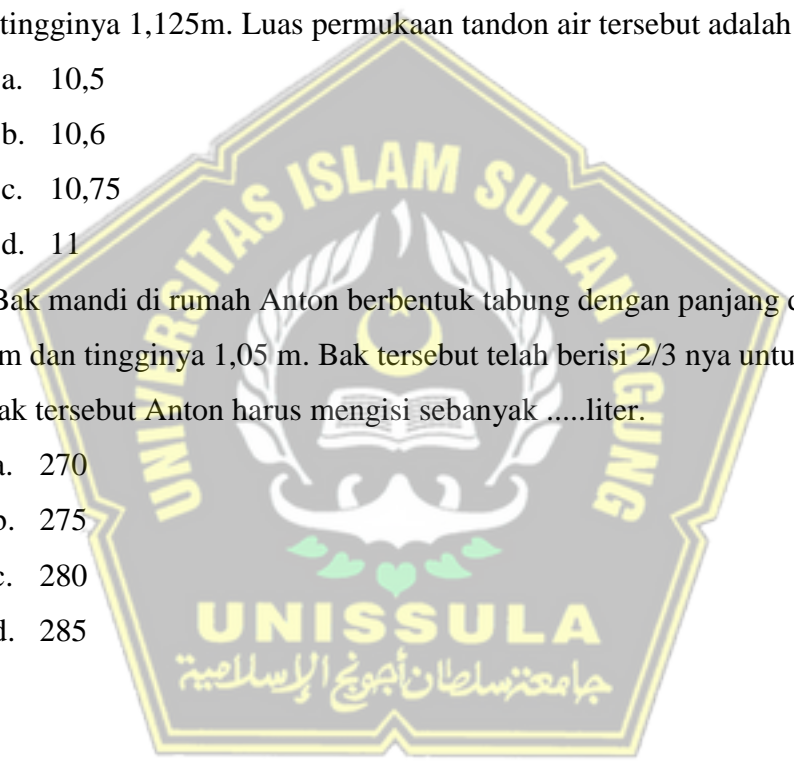 tingginya 1,125m. Luas permukaan tandon air tersebut adalah
a. 10,5
b. 10,6
c. 10,75
d. 11
Bak mandi di rumah Anton berbentuk tabung dengan panjang
m dan tingginya 1,05 m. Bak tersebut telah berisi 2/3 nya
tersebut Anton harus mengisi sebanyak .....liter.
a. 270
b. 275
c. 280
d. 285
UNIVERSITAS ISLAM SULTAN AGUNG
UNISSULA
جامعة سلطان أجونج الإسلامية